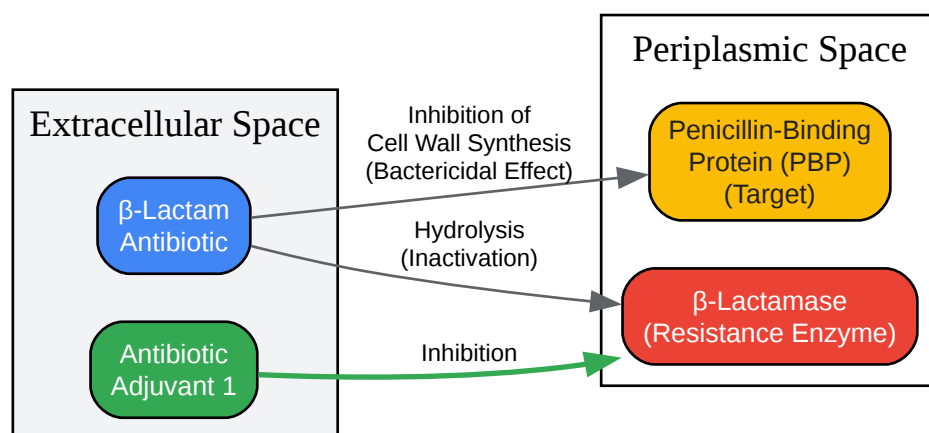 Extracellular Space
β-Lactam
Antibiotic
Antibiotic
Adjuvant 1
Inhibition of
Cell Wall Synthesis
(Bactericidal Effect)
Hydrolysis
(Inactivation)
Inhibition
Periplasmic Space
Penicillin-Binding
Protein (PBP)
(Target)
β-Lactamase
(Resistance Enzyme)